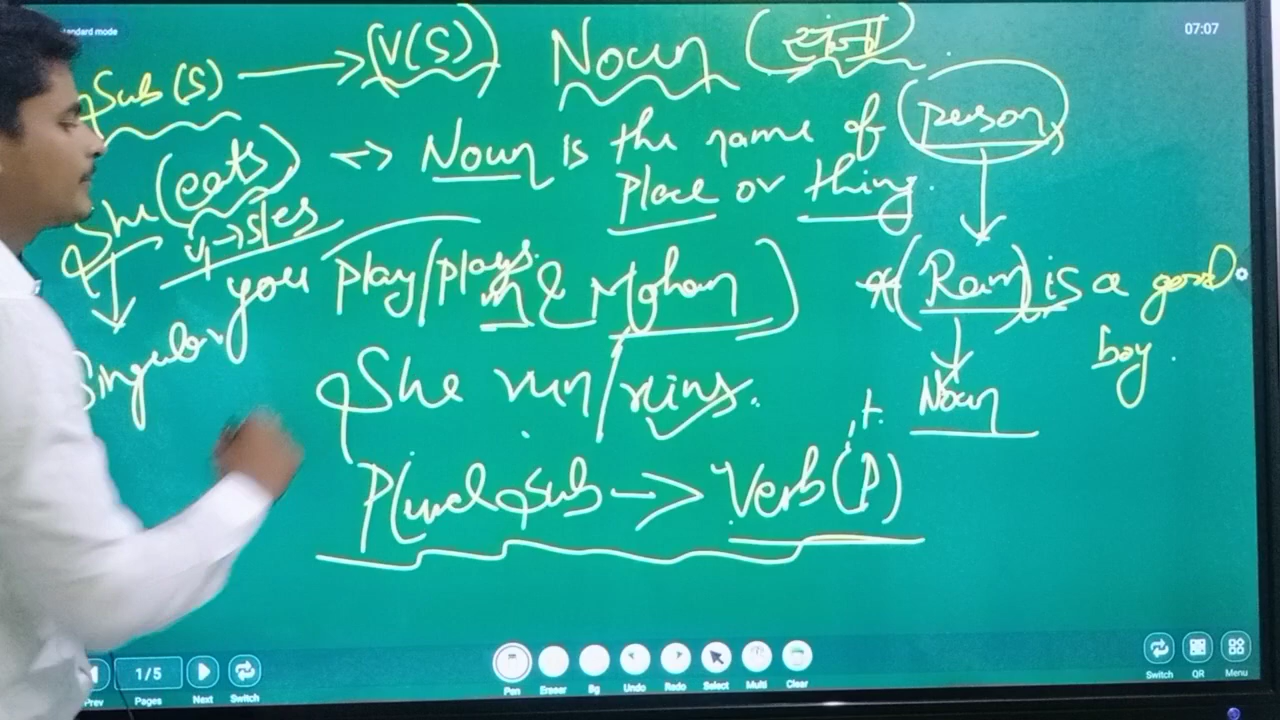 andard mode
07:07
Sub (S) → V(S) Noun (संज्ञा)
She (eats) ↔ Noun is the name of person,
place or thing.
V₁→s/es
you play/plays. & Mohan
(Ram) is a good
boy.
Singular
She run/runs.
Noun
Plural Sub → Verb (P)
Prev
1/5
Pages
Next
Switch
Pen
Eraser
Bg
Undo
Redo
Select
Multi
Clear
Switch
QR
Menu